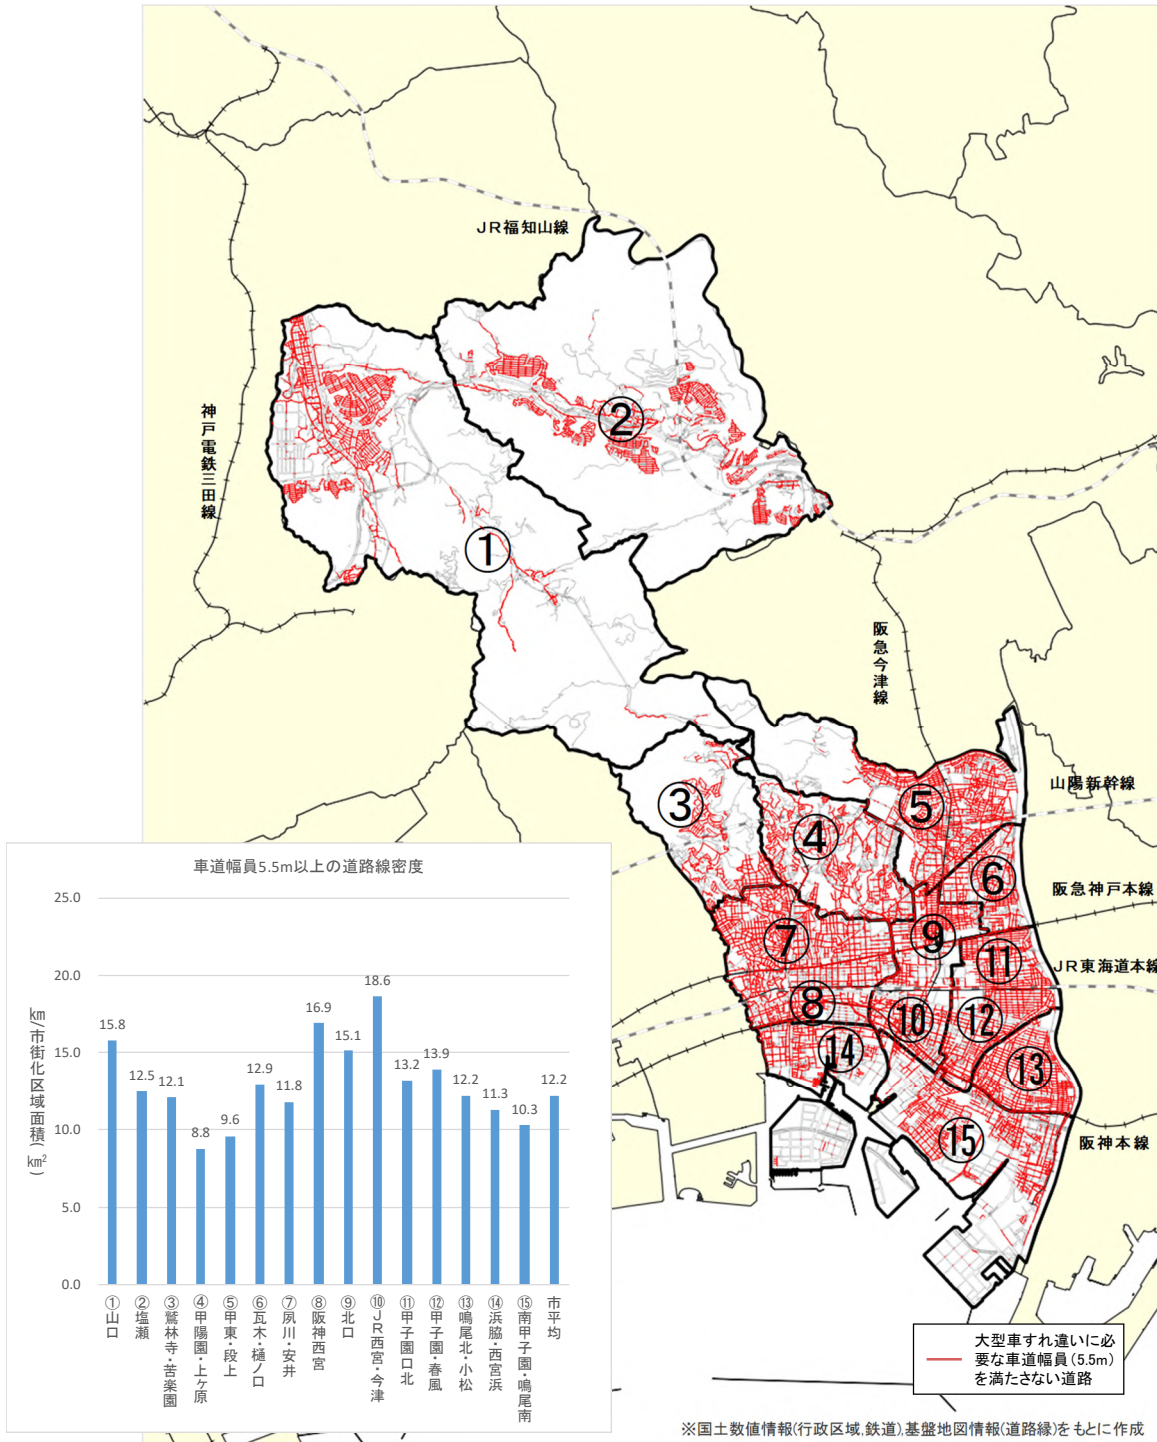 JR福知山線
神戸電鉄三田線
②
①
阪急今津線
③
④
⑤
山陽新幹線
⑥
阪急神戸本線
⑦
⑨
⑪
JR東海道本線
⑧
⑩
⑫
⑬
⑭
⑮
阪神本線
車道幅員5.5m以上の道路線密度
km/市街化区域面積(km²)
25.0
20.0
15.0
10.0
5.0
0.0
15.8
12.5
12.1
8.8
9.6
12.9
11.8
16.9
15.1
18.6
13.2
13.9
12.2
11.3
10.3
12.2
①山口
②塩瀬
③鷲林寺・苦楽園
④甲陽園・上ケ原
⑤甲東・段上
⑥瓦木・樋ノ口
⑦夙川・安井
⑧阪神西宮
⑨北口
⑩JR西宮・今津
⑪甲子園口北
⑫甲子園・春風
⑬鳴尾北・小松
⑭浜脇・西宮浜
⑮南甲子園・鳴尾南
市平均
大型車すれ違いに必
要な車道幅員(5.5m)
を満たさない道路
※国土数値情報(行政区域,鉄道),基盤地図情報(道路縁)をもとに作成